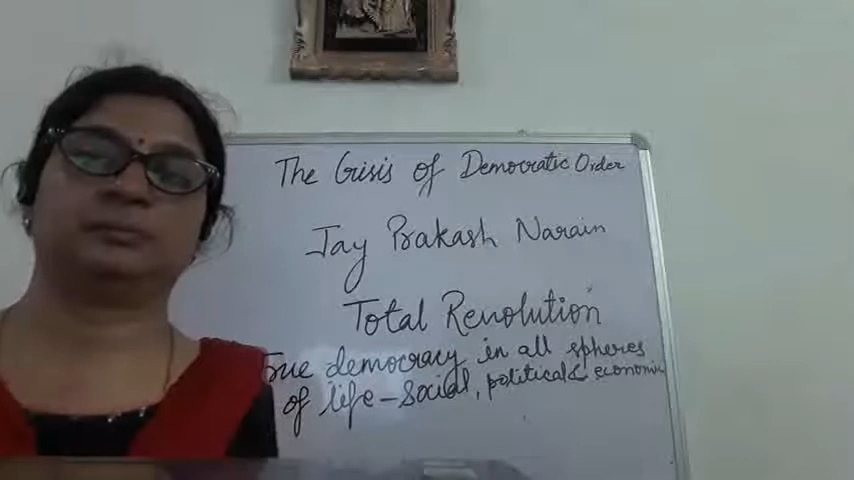 The Crisis of Democratic Order
Jay Prakash Narain
Total Revolution
True democracy in all spheres
of life - social, political & economic